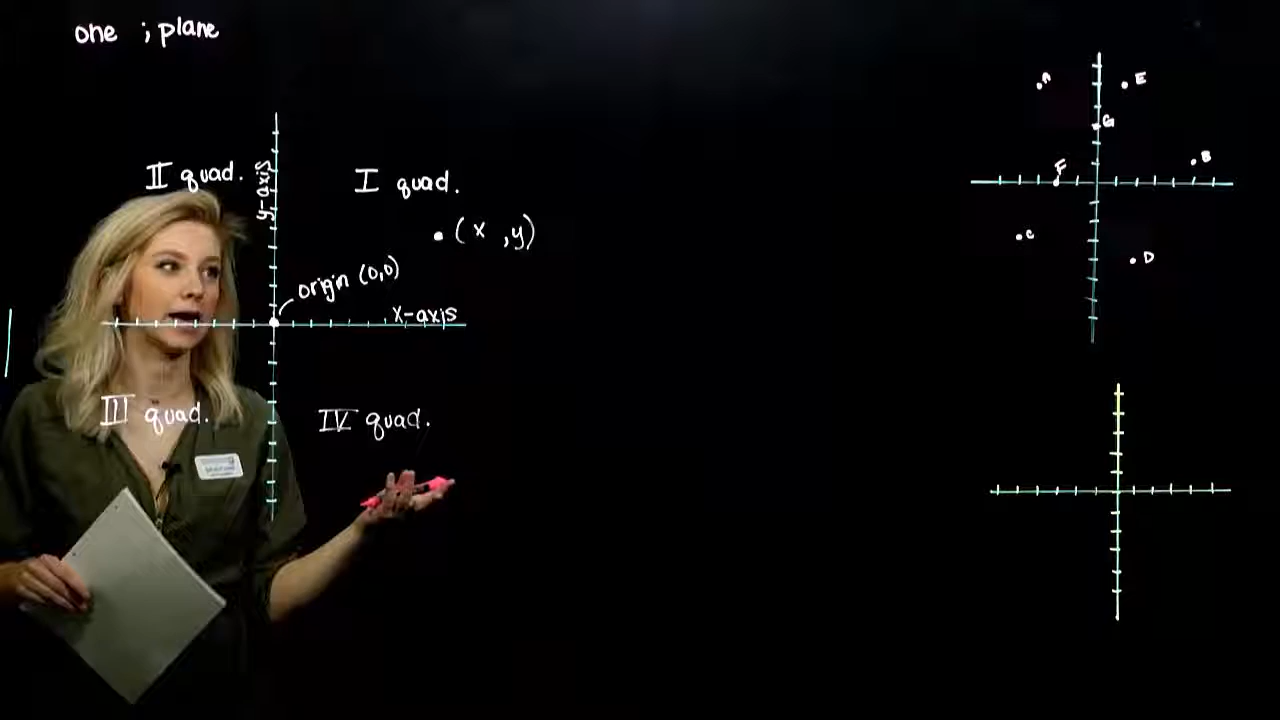 one ; plane
II quad.
I quad.
y-axis
(x ,y)
origin (0,0)
x-axis
III quad.
IV quad.
A
E
G
B
F
C
D